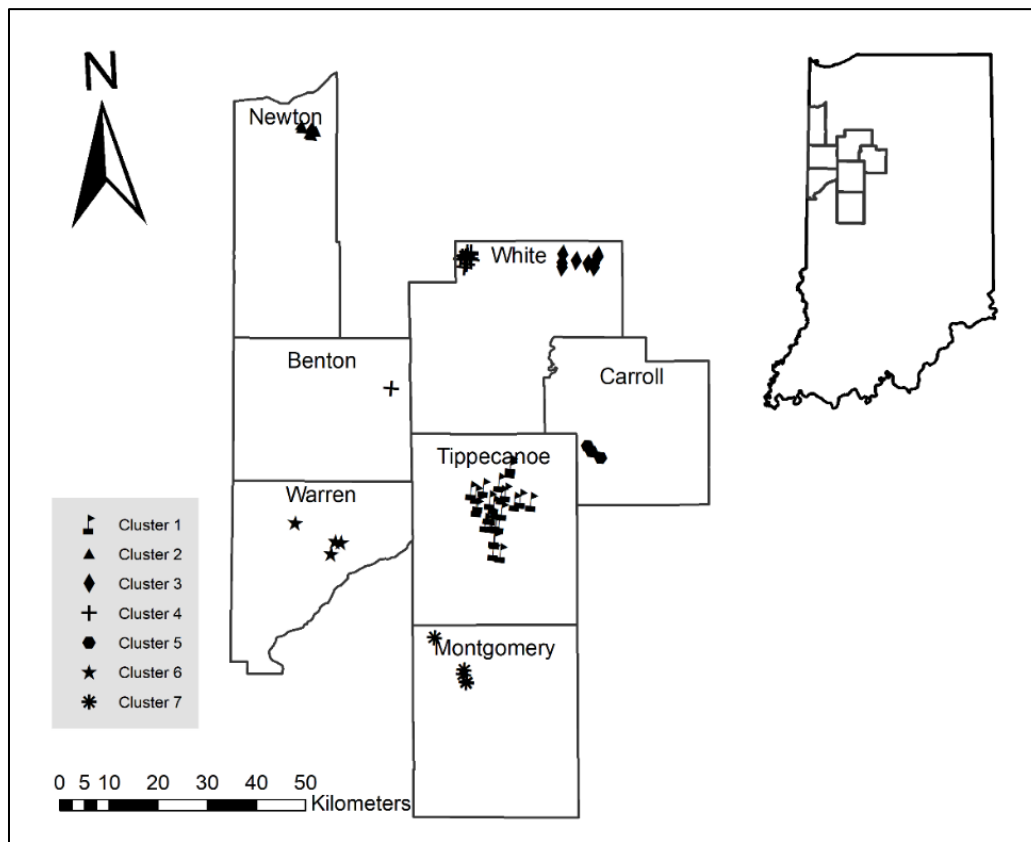 N
Newton
White
Benton
Carroll
Tippecanoe
Warren
Montgomery
Cluster 1
Cluster 2
Cluster 3
Cluster 4
Cluster 5
Cluster 6
Cluster 7
0 5 10 20 30 40 50
Kilometers